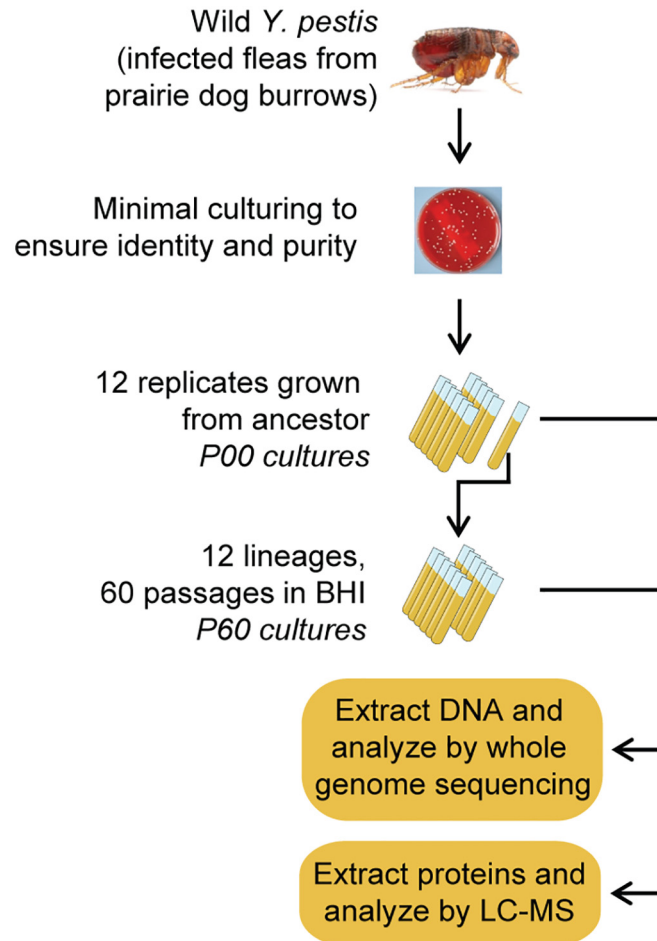 Wild Y. pestis
(infected fleas from
prairie dog burrows)
Minimal culturing to
ensure identity and purity
12 replicates grown
from ancestor
P00 cultures
12 lineages,
60 passages in BHI
P60 cultures
Extract DNA and
analyze by whole
genome sequencing
Extract proteins and
analyze by LC-MS